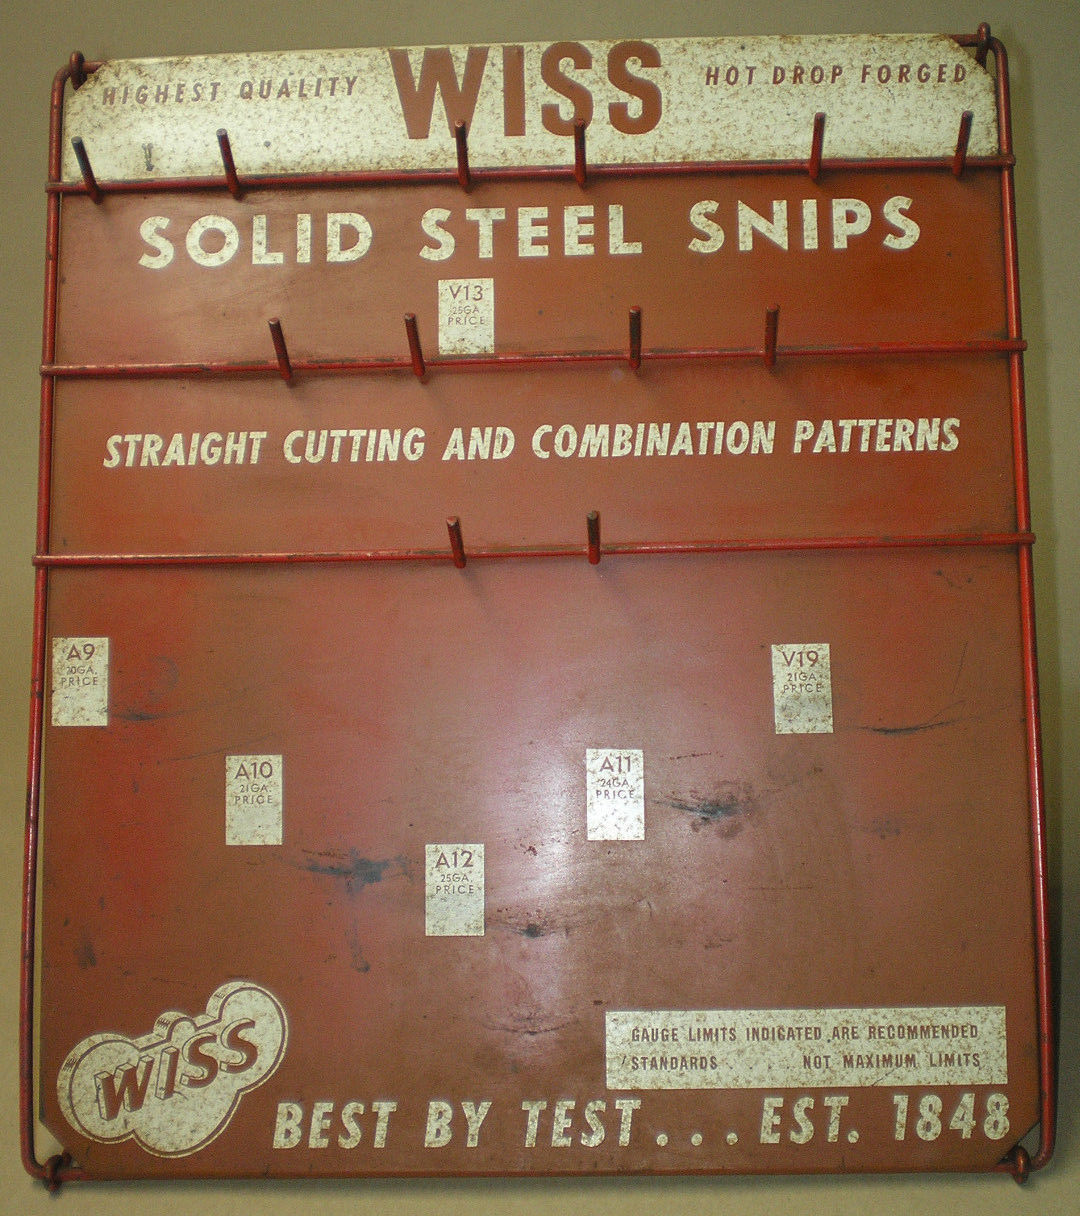 HIGHEST QUALITY WISS HOT DROP FORGED
SOLID STEEL SNIPS
V13
25GA.
PRICE
STRAIGHT CUTTING AND COMBINATION PATTERNS
A9
20GA.
PRICE
V19
21GA.
PRICE
A10
21GA.
PRICE
A11
24GA.
PRICE
A12
25GA.
PRICE
WISS
GAUGE LIMITS INDICATED ARE RECOMMENDED
STANDARDS NOT MAXIMUM LIMITS
BEST BY TEST... EST. 1848